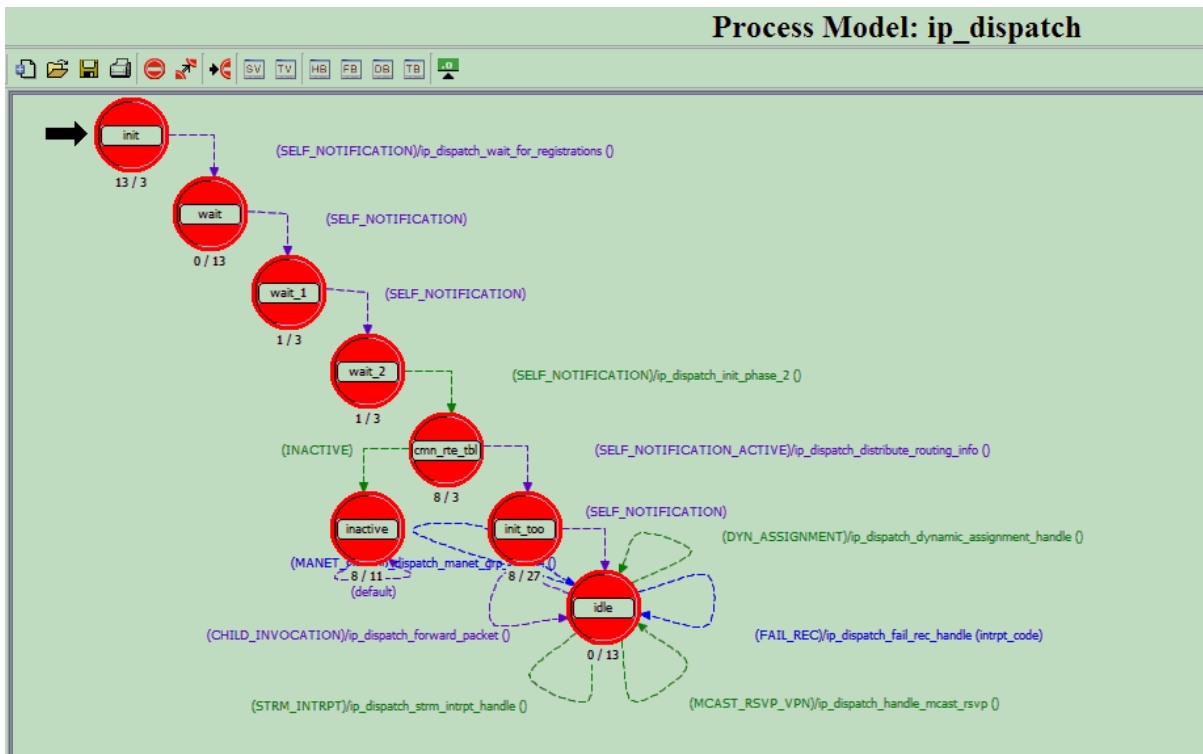 Process Model: ip_dispatch
SV TV HB FB DB TB
init
(SELF_NOTIFICATION)/ip_dispatch_wait_for_registrations ()
13 / 3
wait
(SELF_NOTIFICATION)
0 / 13
wait_1
(SELF_NOTIFICATION)
1 / 3
wait_2
(SELF_NOTIFICATION)/ip_dispatch_init_phase_2 ()
1 / 3
(INACTIVE)
cmn_rte_tbl
(SELF_NOTIFICATION_ACTIVE)/ip_dispatch_distribute_routing_info ()
8 / 3
(SELF_NOTIFICATION)
inactive
init_too
(DYN_ASSIGNMENT)/ip_dispatch_dynamic_assignment_handle ()
8 / 11
8 / 27
(default)
idle
(CHILD_INVOCATION)/ip_dispatch_forward_packet ()
(FAIL_REC)/ip_dispatch_fail_rec_handle (intrpt_code)
0 / 13
(STRM_INTRPT)/ip_dispatch_strm_intrpt_handle ()
(MCAST_RSVP_VPN)/ip_dispatch_handle_mcast_rsvp ()